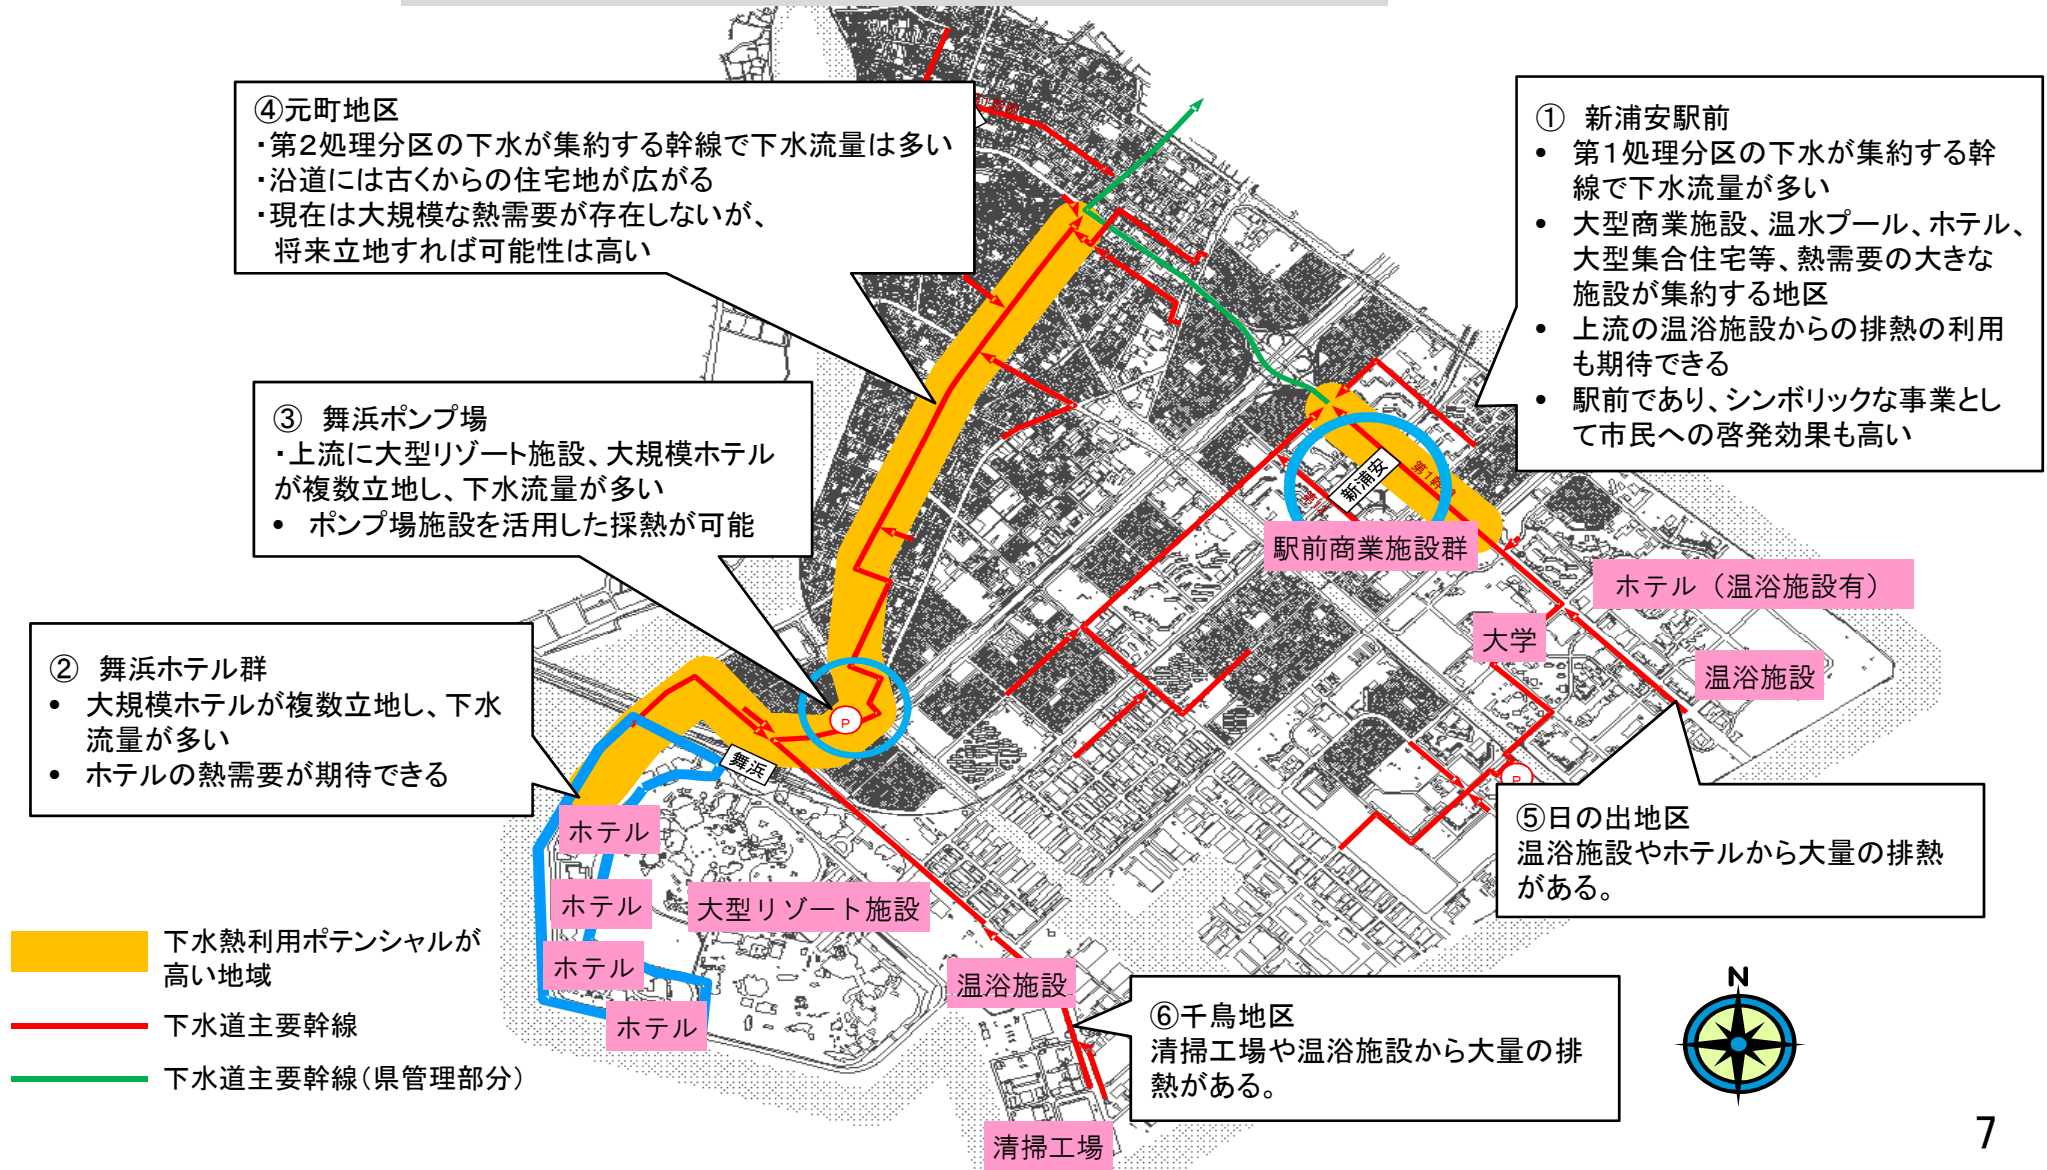 ④元町地区
・第２処理分区の下水が集約する幹線で下水流量は多い
・沿道には古くからの住宅地が広がる
・現在は大規模な熱需要が存在しないが、
将来立地すれば可能性は高い
① 新浦安駅前
• 第１処理分区の下水が集約する幹
線で下水流量が多い
• 大型商業施設、温水プール、ホテル、
大型集合住宅等、熱需要の大きな
施設が集約する地区
• 上流の温浴施設からの排熱の利用
も期待できる
• 駅前であり、シンボリックな事業とし
て市民への啓発効果も高い
③ 舞浜ポンプ場
・上流に大型リゾート施設、大規模ホテル
が複数立地し、下水流量が多い
• ポンプ場施設を活用した採熱が可能
② 舞浜ホテル群
• 大規模ホテルが複数立地し、下水
流量が多い
• ホテルの熱需要が期待できる
新浦安
駅前商業施設群
ホテル（温浴施設有）
大学
温浴施設
P
P
舞浜
⑤日の出地区
温浴施設やホテルから大量の排熱
がある。
ホテル
ホテル
大型リゾート施設
ホテル
ホテル
温浴施設
⑥千鳥地区
清掃工場や温浴施設から大量の排
熱がある。
清掃工場
下水熱利用ポテンシャルが
高い地域
下水道主要幹線
下水道主要幹線（県管理部分）
N
7